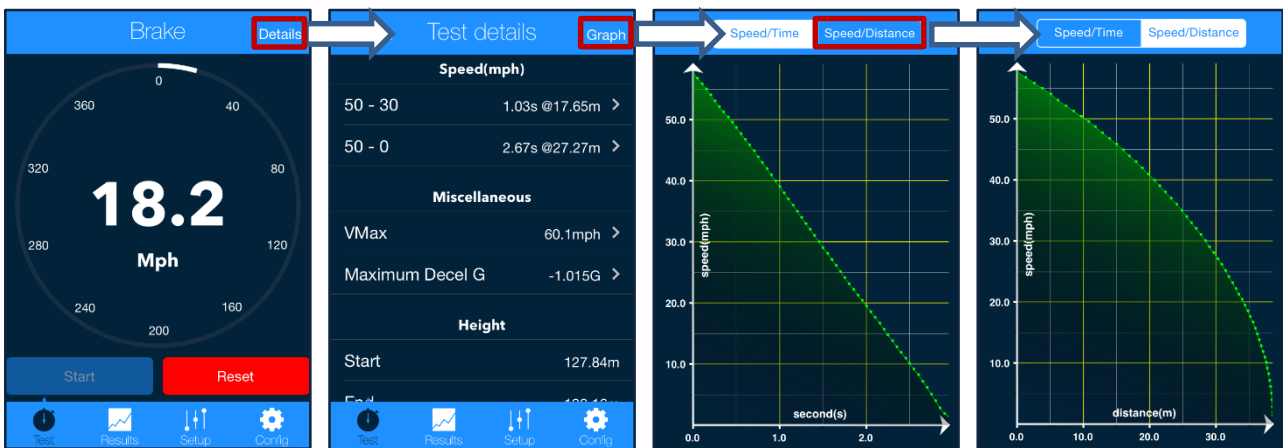 Brake
Details
0
40
80
120
160
200
240
280
320
360
18.2
Mph
Start
Reset
Test
Results
Setup
Config
Test details
Graph
Speed(mph)
50 - 30
1.03s @17.65m
50 - 0
2.67s @27.27m
Miscellaneous
VMax
60.1mph
Maximum Decel G
-1.015G
Height
Start
127.84m
Test
Results
Setup
Config
Speed/Time
Speed/Distance
50.0
40.0
30.0
20.0
10.0
speed(mph)
second(s)
0.0
1.0
2.0
Speed/Time
Speed/Distance
50.0
40.0
30.0
20.0
10.0
speed(mph)
distance(m)
0.0
10.0
20.0
30.0